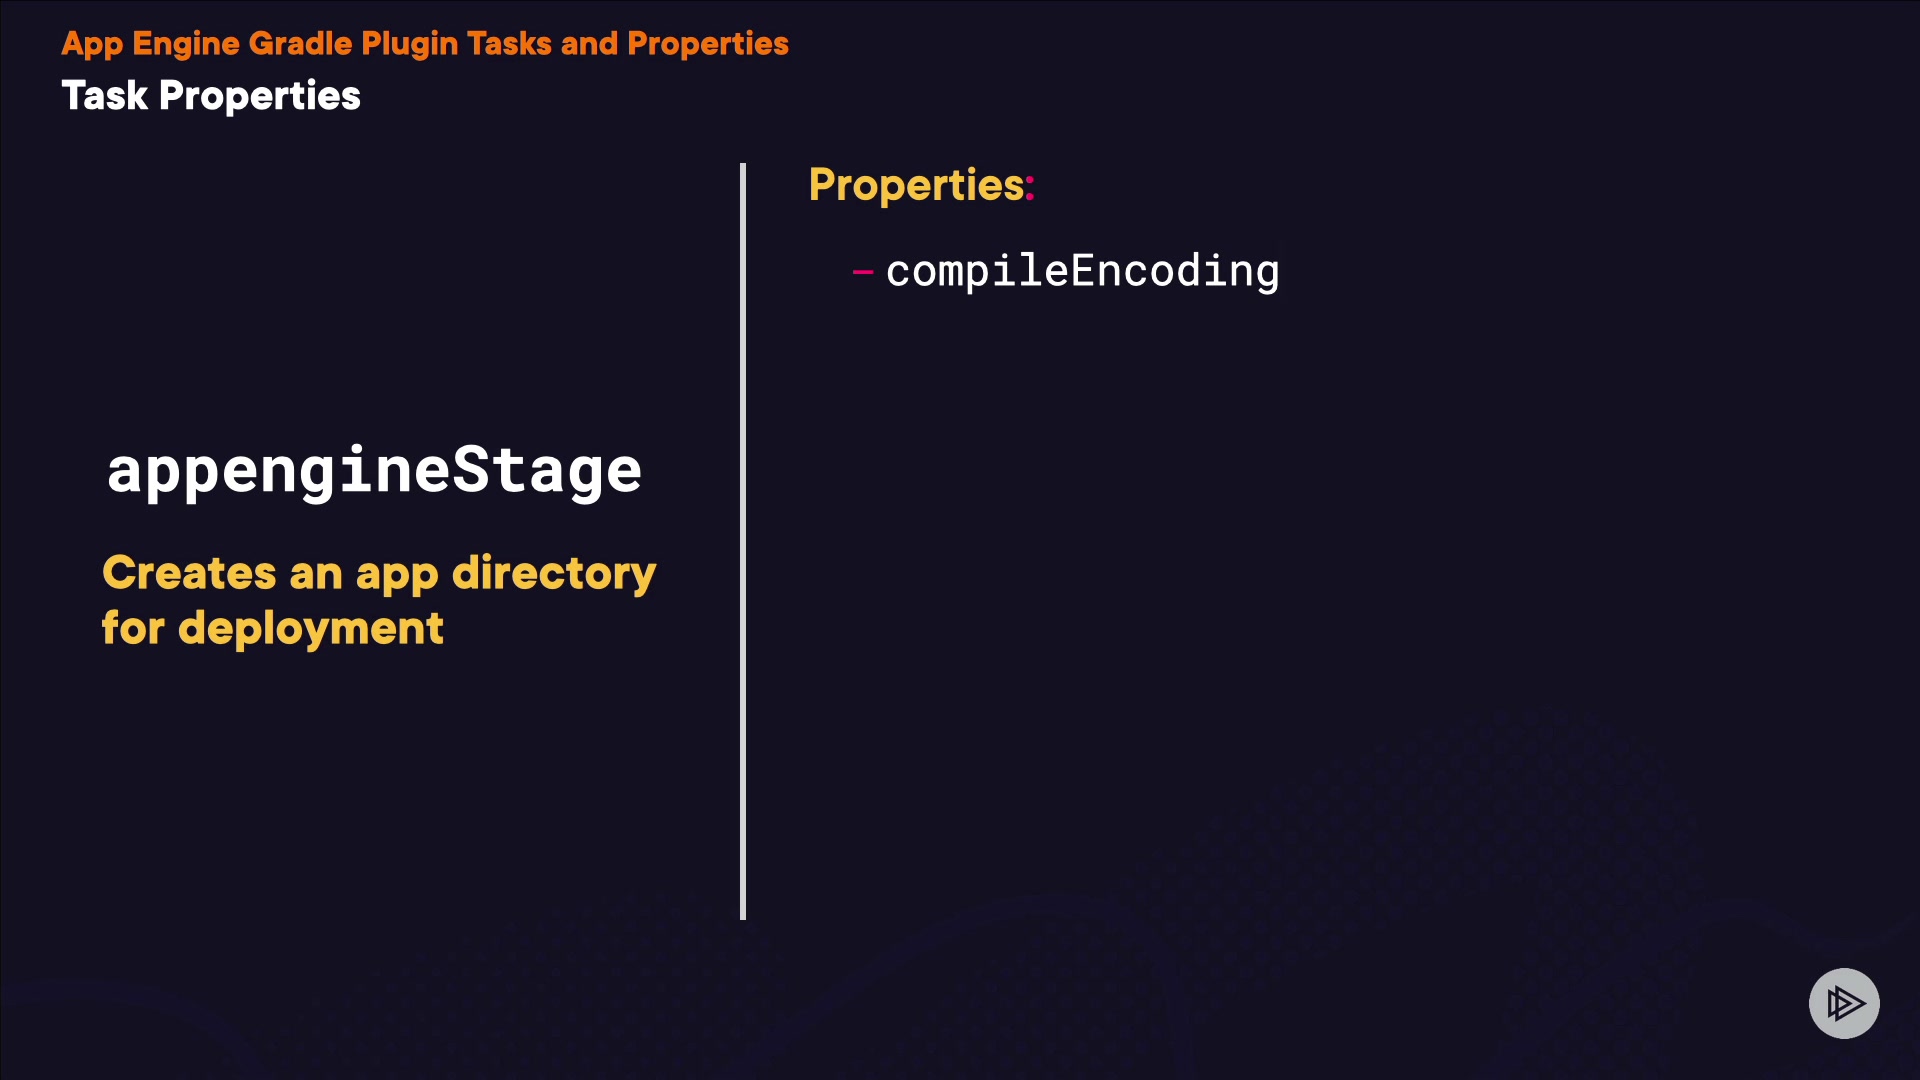 App Engine Gradle Plugin Tasks and Properties
Task Properties
appengineStage
Creates an app directory
for deployment
Properties:
– compileEncoding